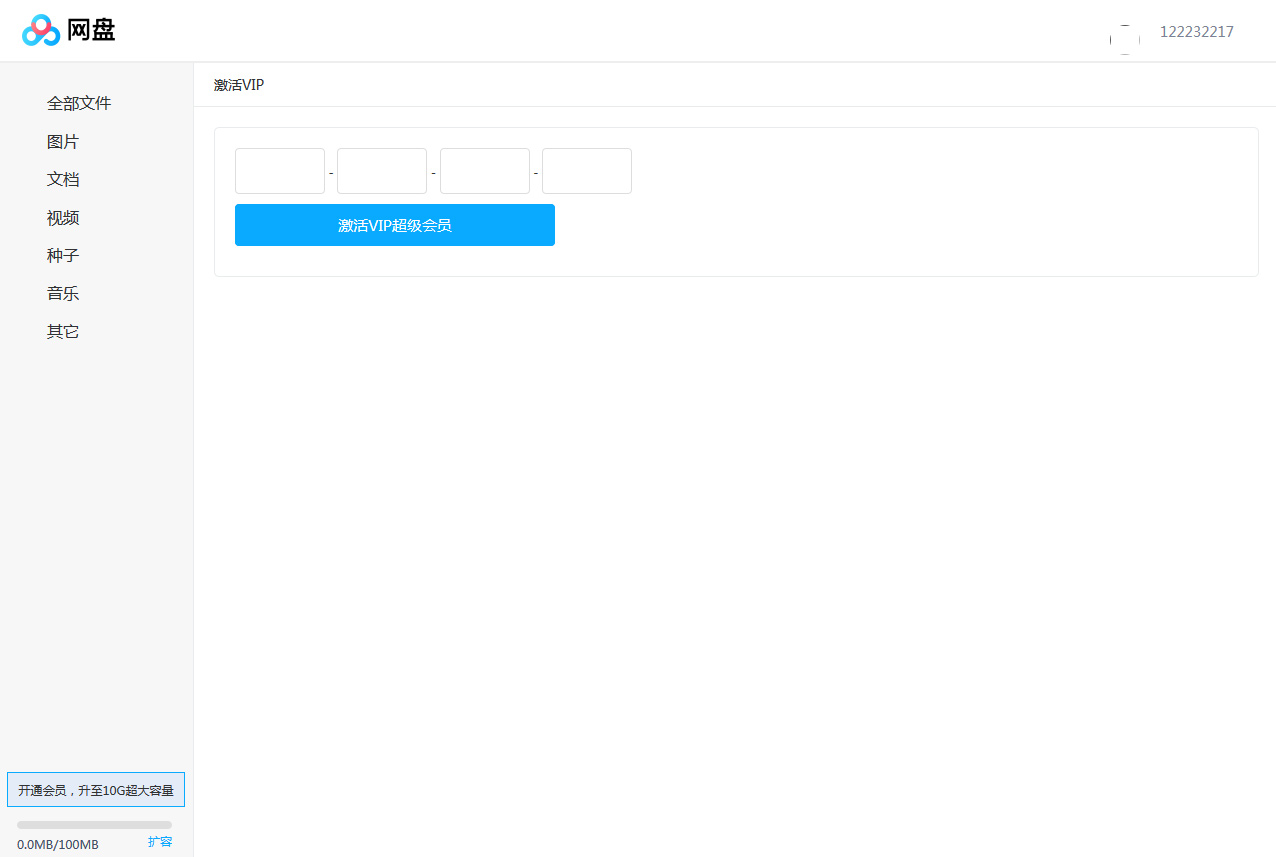 网盘
122232217
全部文件
图片
文档
视频
种子
音乐
其它
开通会员，升至10G超大容量
0.0MB/100MB
扩容
激活VIP
- - -
激活VIP超级会员